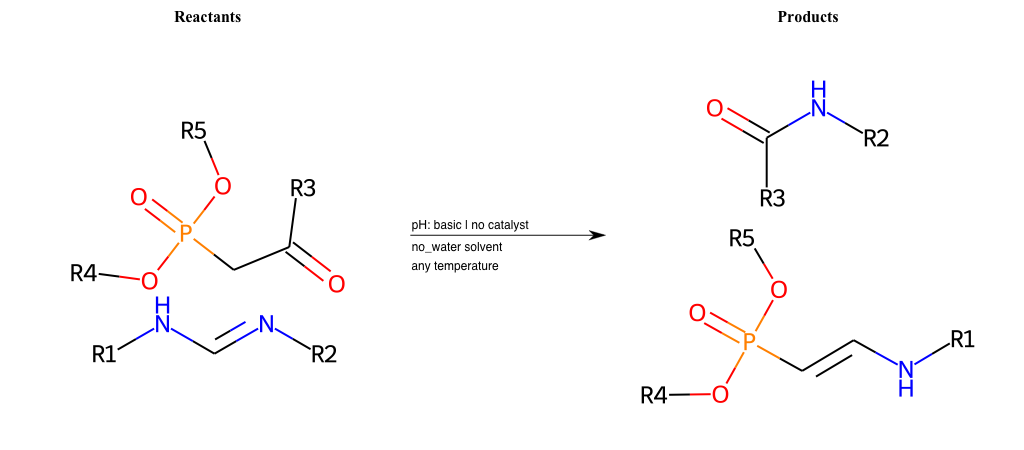 Reactants
Products
R5
O
O
R3
P
R4
O
O
H
N
N
R1
R2
pH: basic | no catalyst
no_water solvent
any temperature
H
O
N
R2
R3
R5
O
O
P
R1
N
H
R4
O